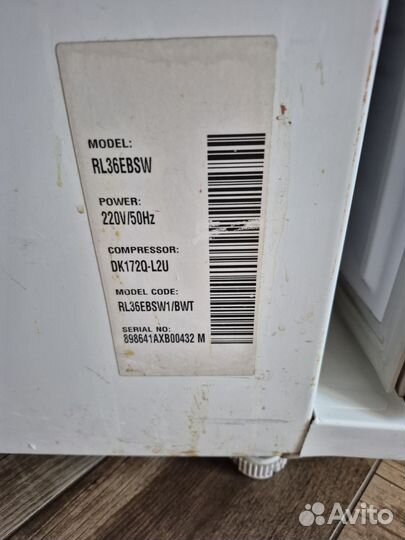 MODEL:
RL36EBSW
POWER:
220V/50Hz
COMPRESSOR:
DK172Q-L2U
MODEL CODE:
RL36EBSW1/BWT
SERIAL NO:
898641AXB00432 M
Avito